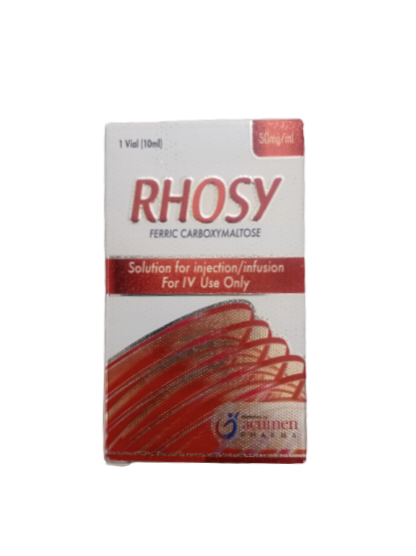 1 Vial (10ml)
50mg/ml
RHOSY
FERRIC CARBOXYMALTOSE
Solution for injection/infusion
For IV Use Only
acumen
PHARMA